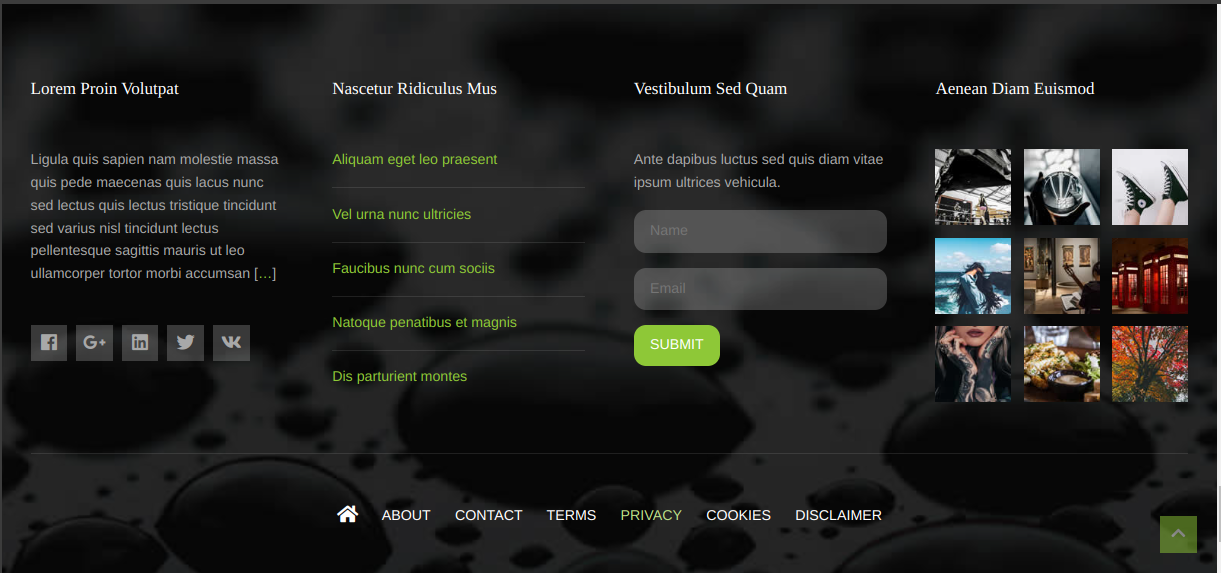 Lorem Proin Volutpat
Ligula quis sapien nam molestie massa
quis pede maecenas quis lacus nunc
sed lectus quis lectus tristique tincidunt
sed varius nisl tincidunt lectus
pellentesque sagittis mauris ut leo
ullamcorper tortor morbi accumsan […]
Nascetur Ridiculus Mus
Aliquam eget leo praesent
Vel urna nunc ultricies
Faucibus nunc cum sociis
Natoque penatibus et magnis
Dis parturient montes
Vestibulum Sed Quam
Ante dapibus luctus sed quis diam vitae
ipsum ultrices vehicula.
Name
Email
SUBMIT
Aenean Diam Euismod
ABOUT CONTACT TERMS PRIVACY COOKIES DISCLAIMER